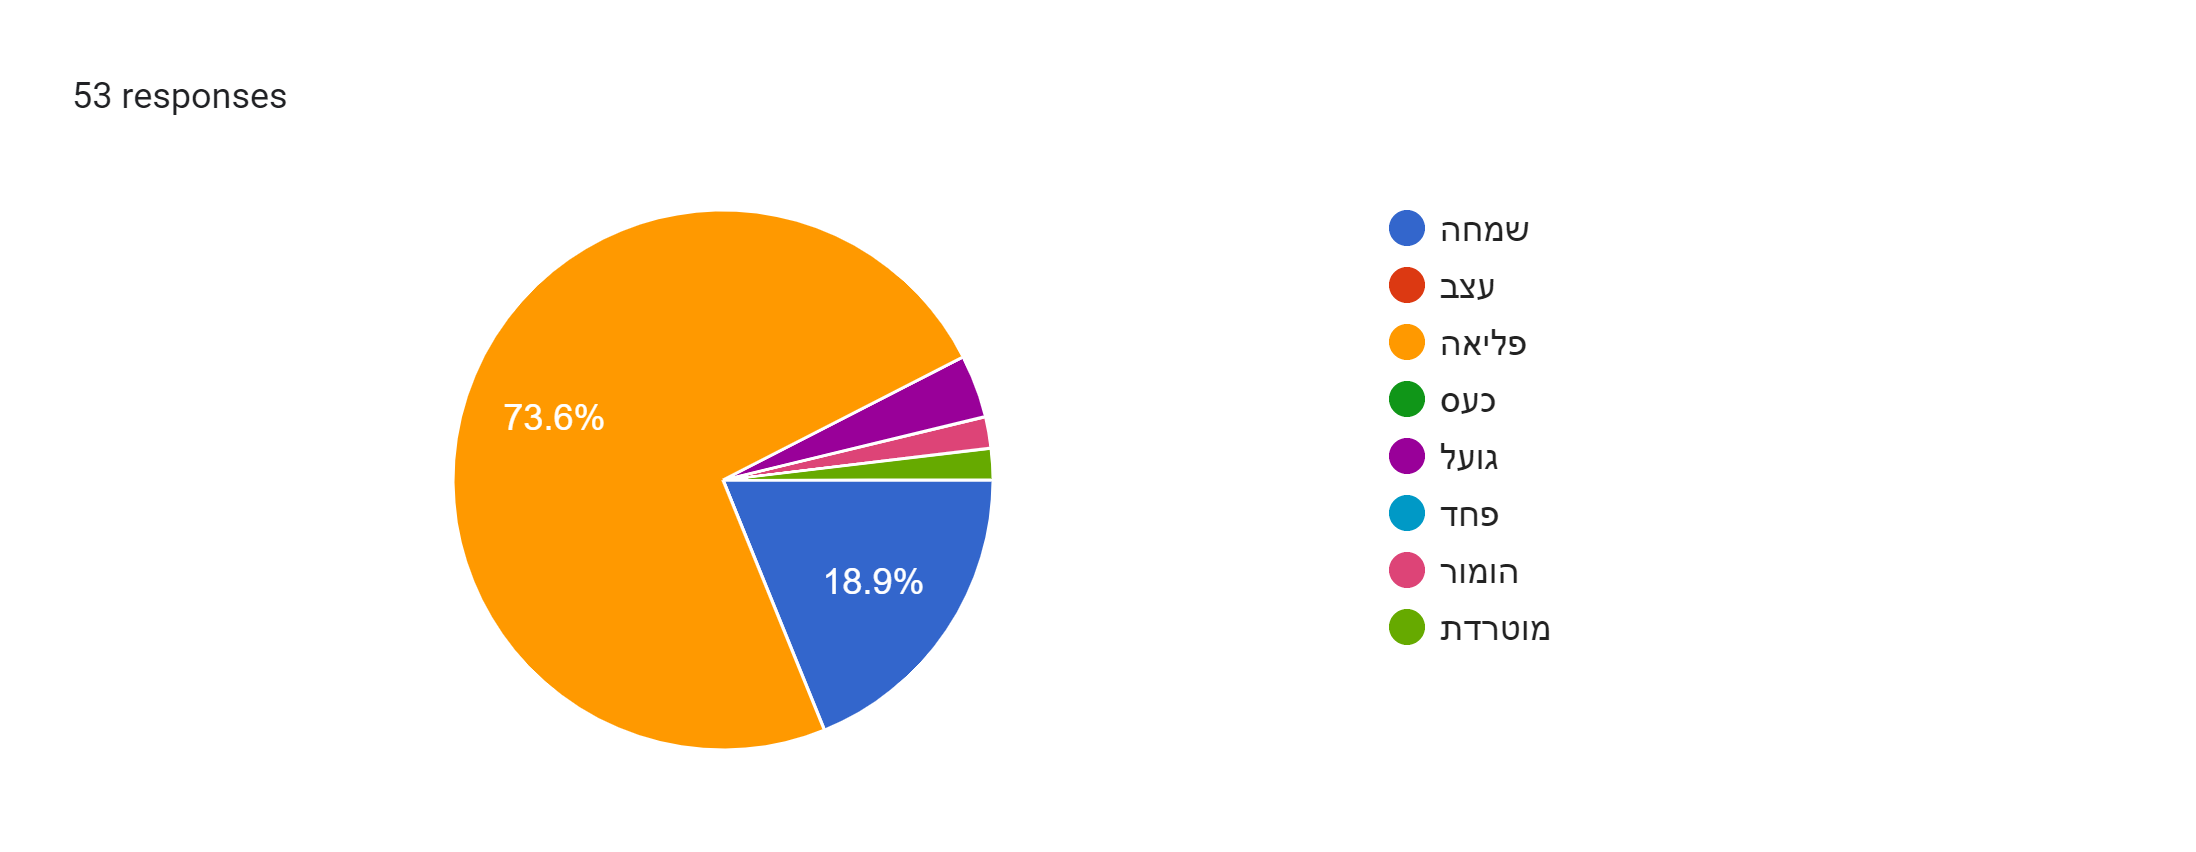 53 responses
73.6%
18.9%
שמחה
עצב
פליאה
כעס
גועל
פחד
הומור
מוטרדת